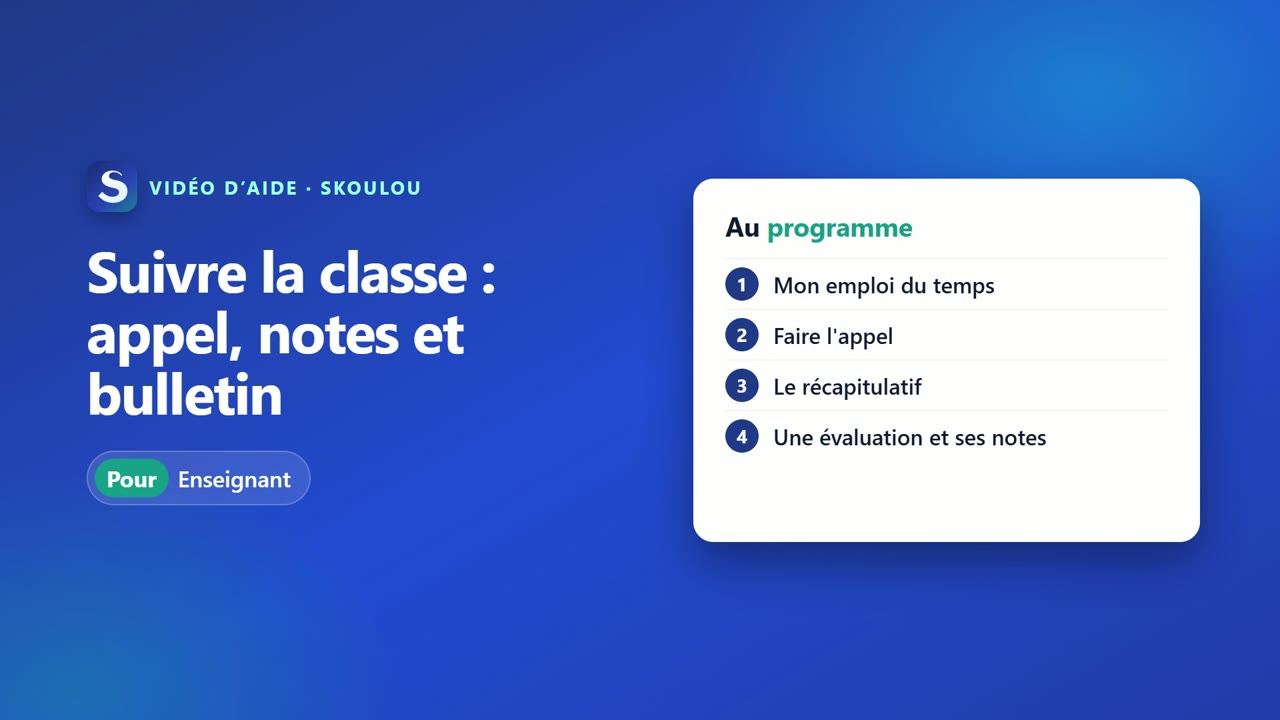 S
VIDÉO D’AIDE · SKOULOU
Suivre la classe :
appel, notes et
bulletin
Pour Enseignant
Au programme
1 Mon emploi du temps
2 Faire l'appel
3 Le récapitulatif
4 Une évaluation et ses notes